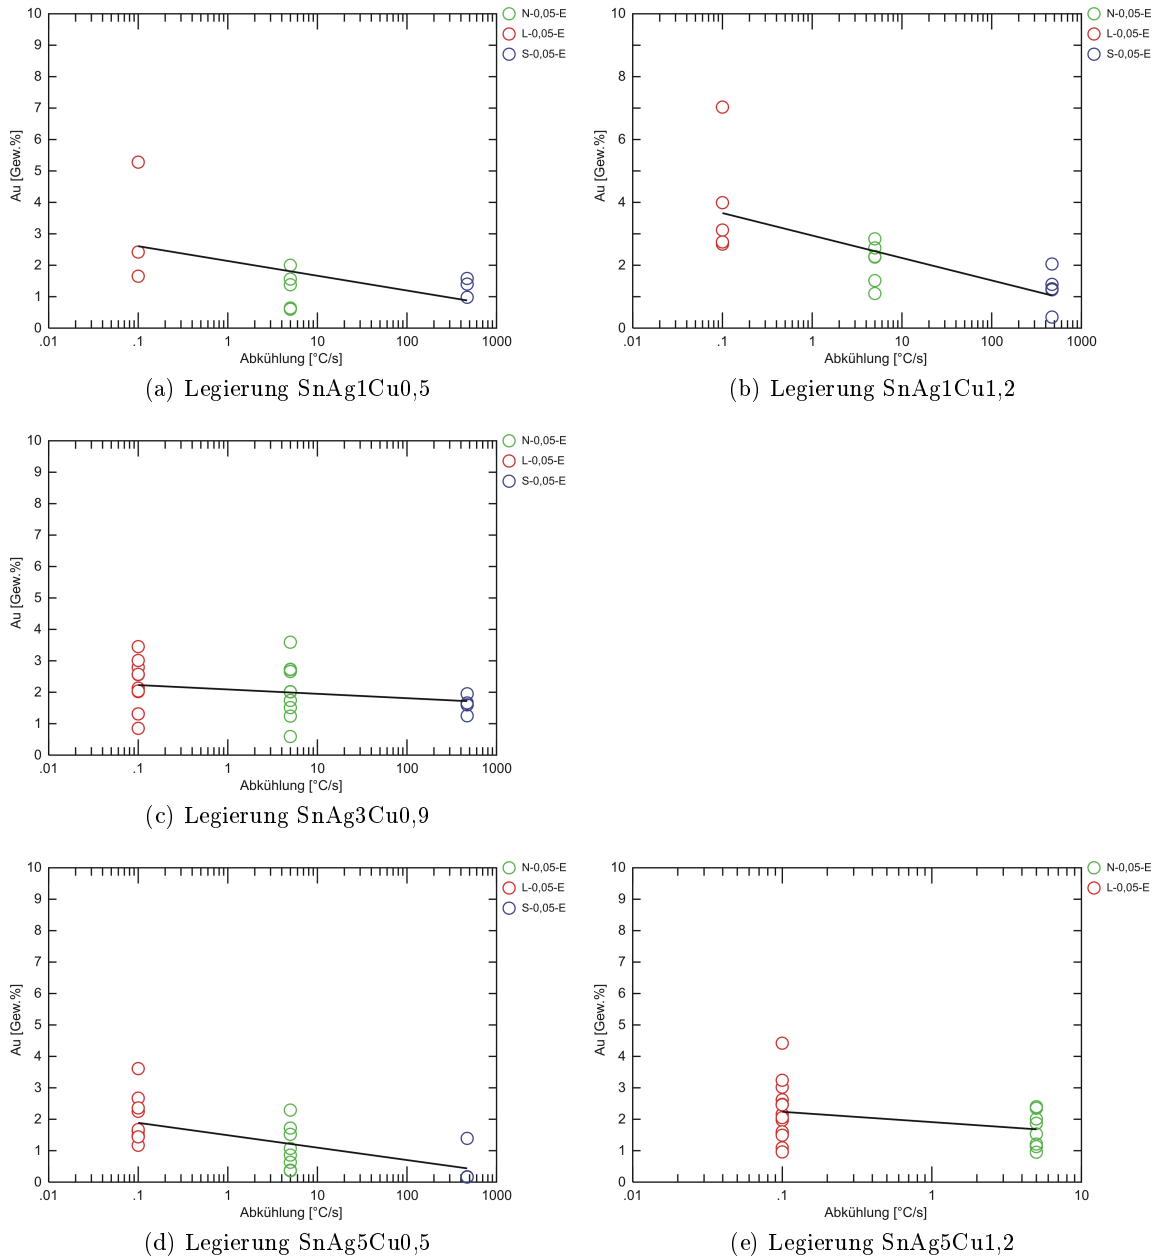 10
9
8
7
6
5
4
3
2
1
0
Au [Gew.%]
.01 .1 1 10 100 1000
Abkühlung [°C/s]
N-0,05-E
L-0,05-E
S-0,05-E
(a) Legierung SnAg1Cu0,5
10
9
8
7
6
5
4
3
2
1
0
Au [Gew.%]
.01 .1 1 10 100 1000
Abkühlung [°C/s]
N-0,05-E
L-0,05-E
S-0,05-E
(b) Legierung SnAg1Cu1,2
10
9
8
7
6
5
4
3
2
1
0
Au [Gew.%]
.01 .1 1 10 100 1000
Abkühlung [°C/s]
N-0,05-E
L-0,05-E
S-0,05-E
(c) Legierung SnAg3Cu0,9
10
9
8
7
6
5
4
3
2
1
0
Au [Gew.%]
.01 .1 1 10 100 1000
Abkühlung [°C/s]
N-0,05-E
L-0,05-E
S-0,05-E
(d) Legierung SnAg5Cu0,5
10
9
8
7
6
5
4
3
2
1
0
Au [Gew.%]
.01 .1 1 10
Abkühlung [°C/s]
N-0,05-E
L-0,05-E
(e) Legierung SnAg5Cu1,2